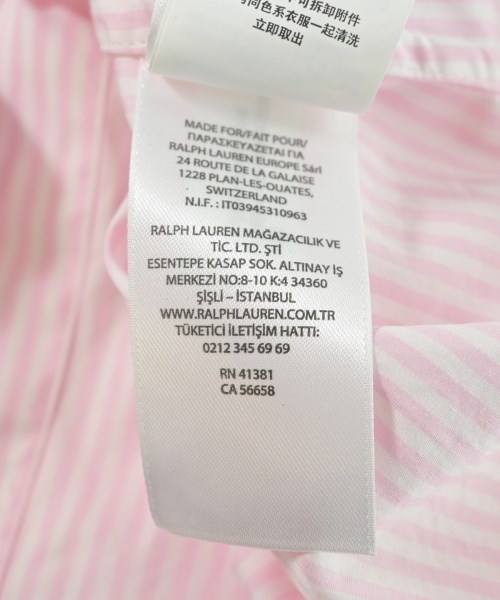 可拆卸附件
同色系衣服一起清洗
立即取出
MADE FOR/FAIT POUR/
ΠΑΡΑΣΚΕΥΑΖΕΤΑΙ ΓΙΑ
RALPH LAUREN EUROPE Sárl
24 ROUTE DE LA GALAISE
1228 PLAN-LES-OUATES,
SWITZERLAND
N.I.F. : IT03945310963
RALPH LAUREN MAĞAZACILIK VE
TİC. LTD. ŞTİ
ESENTEPE KASAP SOK. ALTINAY İŞ
MERKEZİ NO:8-10 K:4 34360
ŞİŞLİ – İSTANBUL
WWW.RALPHLAUREN.COM.TR
TÜKETİCİ İLETİŞİM HATTI:
0212 345 69 69
RN 41381
CA 56658